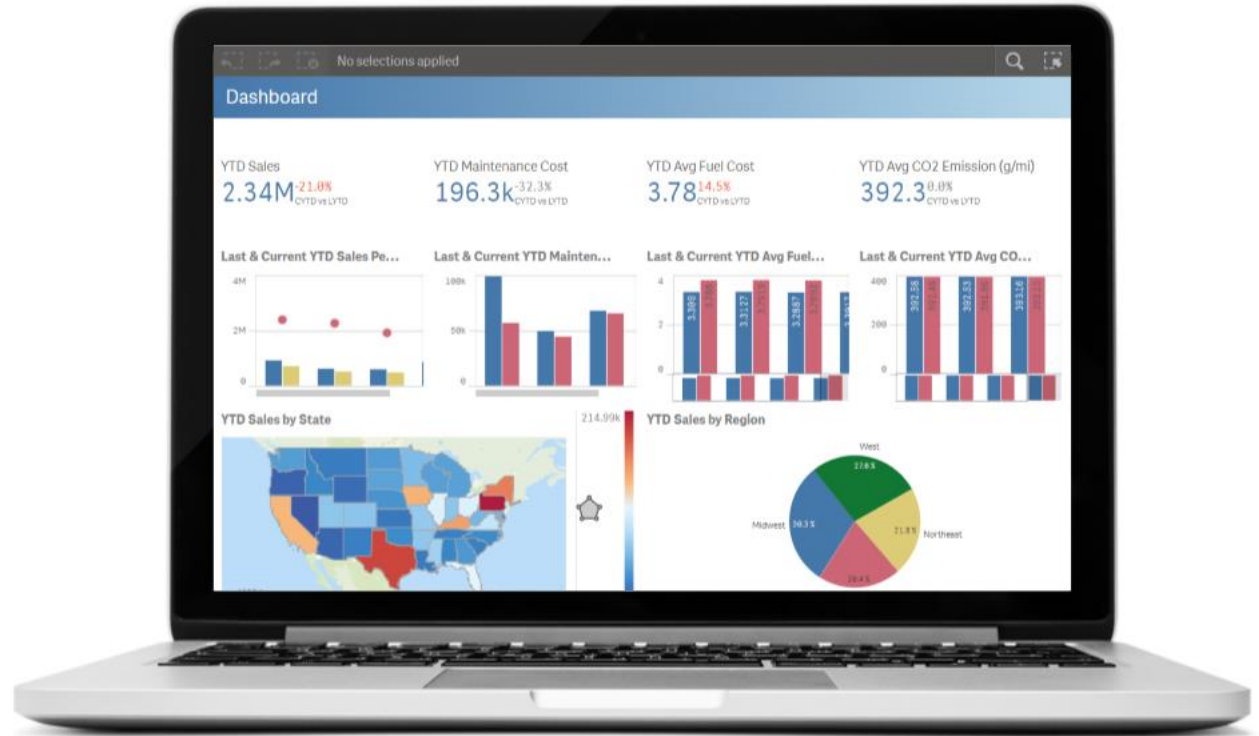 No selections applied
Dashboard
YTD Sales
2.34M -21.0%
CYTD vs LYTD
YTD Maintenance Cost
196.3k -32.3%
CYTD vs LYTD
YTD Avg Fuel Cost
3.78 14.5%
CYTD vs LYTD
YTD Avg CO2 Emission (g/mi)
392.3 0.0%
CYTD vs LYTD
Last & Current YTD Sales Pe...
4M
2M
0
Last & Current YTD Mainten...
100k
50k
0
Last & Current YTD Avg Fuel...
4
2
0
3.306
3.3127
3.2887
Last & Current YTD Avg CO...
400
200
0
392.58
392.53
393.16
YTD Sales by State
214.99k
YTD Sales by Region
West
27.6%
Midwest
30.3%
21.8%
Northeast
20.4%